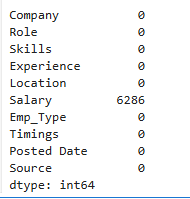 Company 0
Role 0
Skills 0
Experience 0
Location 0
Salary 6286
Emp_Type 0
Timings 0
Posted Date 0
Source 0
dtype: int64